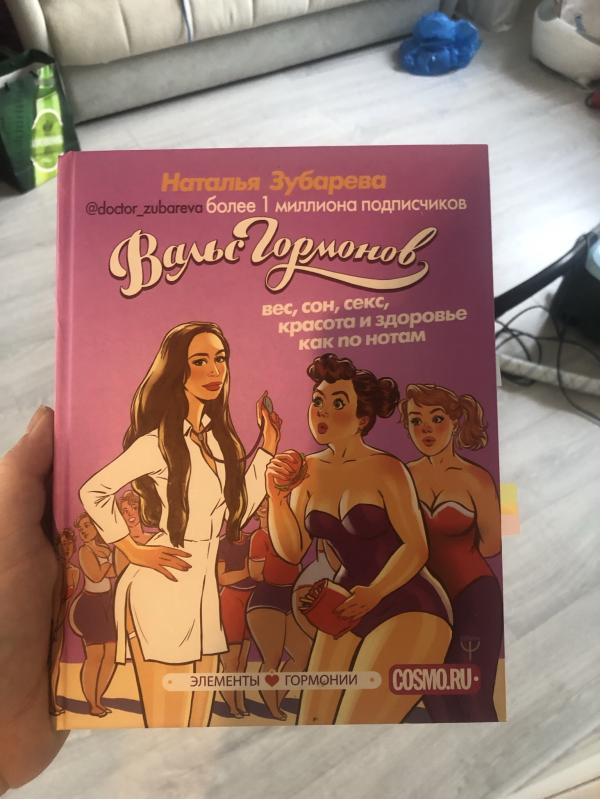 Наталья Зубарева
@doctor_zubareva более 1 миллиона подписчиков
Вальс Гормонов
вес, сон, секс,
красота и здоровье
как по нотам
ЭЛЕМЕНТЫ ГОРМОНИИ
COSMO.RU